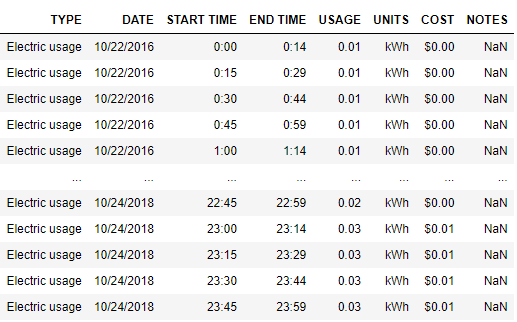 TYPE DATE START TIME END TIME USAGE UNITS COST NOTES
Electric usage 10/22/2016 0:00 0:14 0.01 kWh $0.00 NaN
Electric usage 10/22/2016 0:15 0:29 0.01 kWh $0.00 NaN
Electric usage 10/22/2016 0:30 0:44 0.01 kWh $0.00 NaN
Electric usage 10/22/2016 0:45 0:59 0.01 kWh $0.00 NaN
Electric usage 10/22/2016 1:00 1:14 0.01 kWh $0.00 NaN
... ... ... ... ... ... ... ...
Electric usage 10/24/2018 22:45 22:59 0.02 kWh $0.00 NaN
Electric usage 10/24/2018 23:00 23:14 0.03 kWh $0.01 NaN
Electric usage 10/24/2018 23:15 23:29 0.03 kWh $0.01 NaN
Electric usage 10/24/2018 23:30 23:44 0.03 kWh $0.01 NaN
Electric usage 10/24/2018 23:45 23:59 0.03 kWh $0.01 NaN